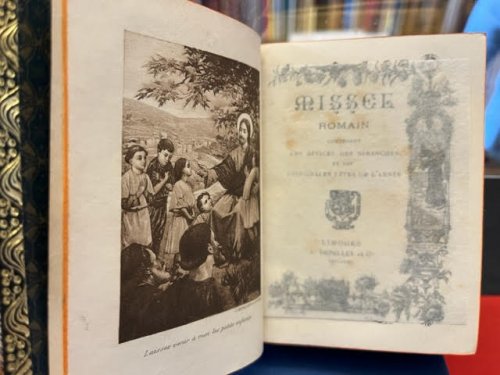 Laissez venir à moi les petits enfants
MISSEL
ROMAIN
CONTENANT
LES OFFICES DES DIMANCHES
ET DES
PRINCIPALES FÊTES DE L'ANNÉE
LIMOGES